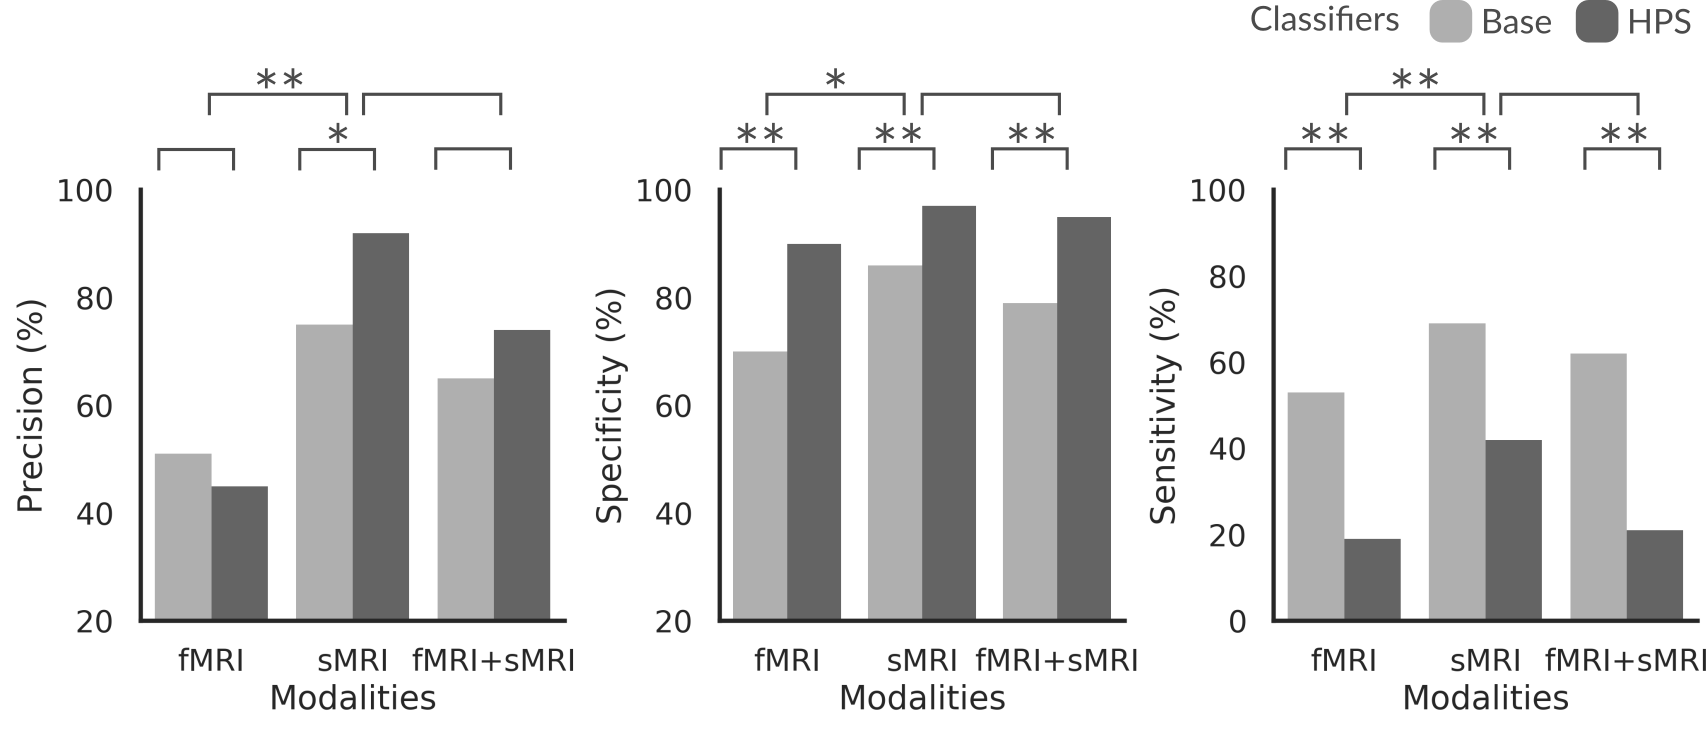 Classifiers Base HPS
** * **
* ** ** ** ** ** **
100 100 100
80 80 80
60 60 60
40 40 40
20 20 20
0
Precision (%)
Specificity (%)
Sensitivity (%)
fMRI sMRI fMRI+sMRI fMRI sMRI fMRI+sMRI fMRI sMRI fMRI+sMRI
Modalities Modalities Modalities